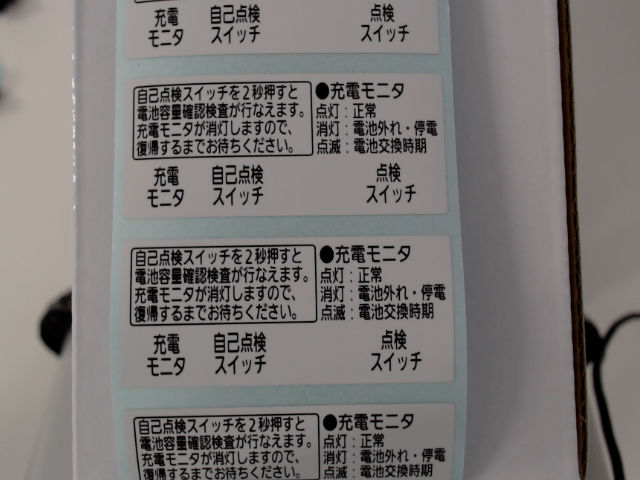 充電 自己点検 点検
モニタ スイッチ スイッチ
自己点検スイッチを2秒押すと
電池容量確認検査が行なえます。
充電モニタが消灯しますので、
復帰するまでお待ちください。
●充電モニタ
点灯：正常
消灯：電池外れ・停電
点滅：電池交換時期
充電 自己点検 点検
モニタ スイッチ スイッチ
自己点検スイッチを2秒押すと
電池容量確認検査が行なえます。
充電モニタが消灯しますので、
復帰するまでお待ちください。
●充電モニタ
点灯：正常
消灯：電池外れ・停電
点滅：電池交換時期
充電 自己点検 点検
モニタ スイッチ スイッチ
自己点検スイッチを2秒押すと
電池容量確認検査が行なえます。
充電モニタが消灯しますので、
復帰するまでお待ちください。
●充電モニタ
点灯：正常
消灯：電池外れ・停電
点滅：電池交換時期